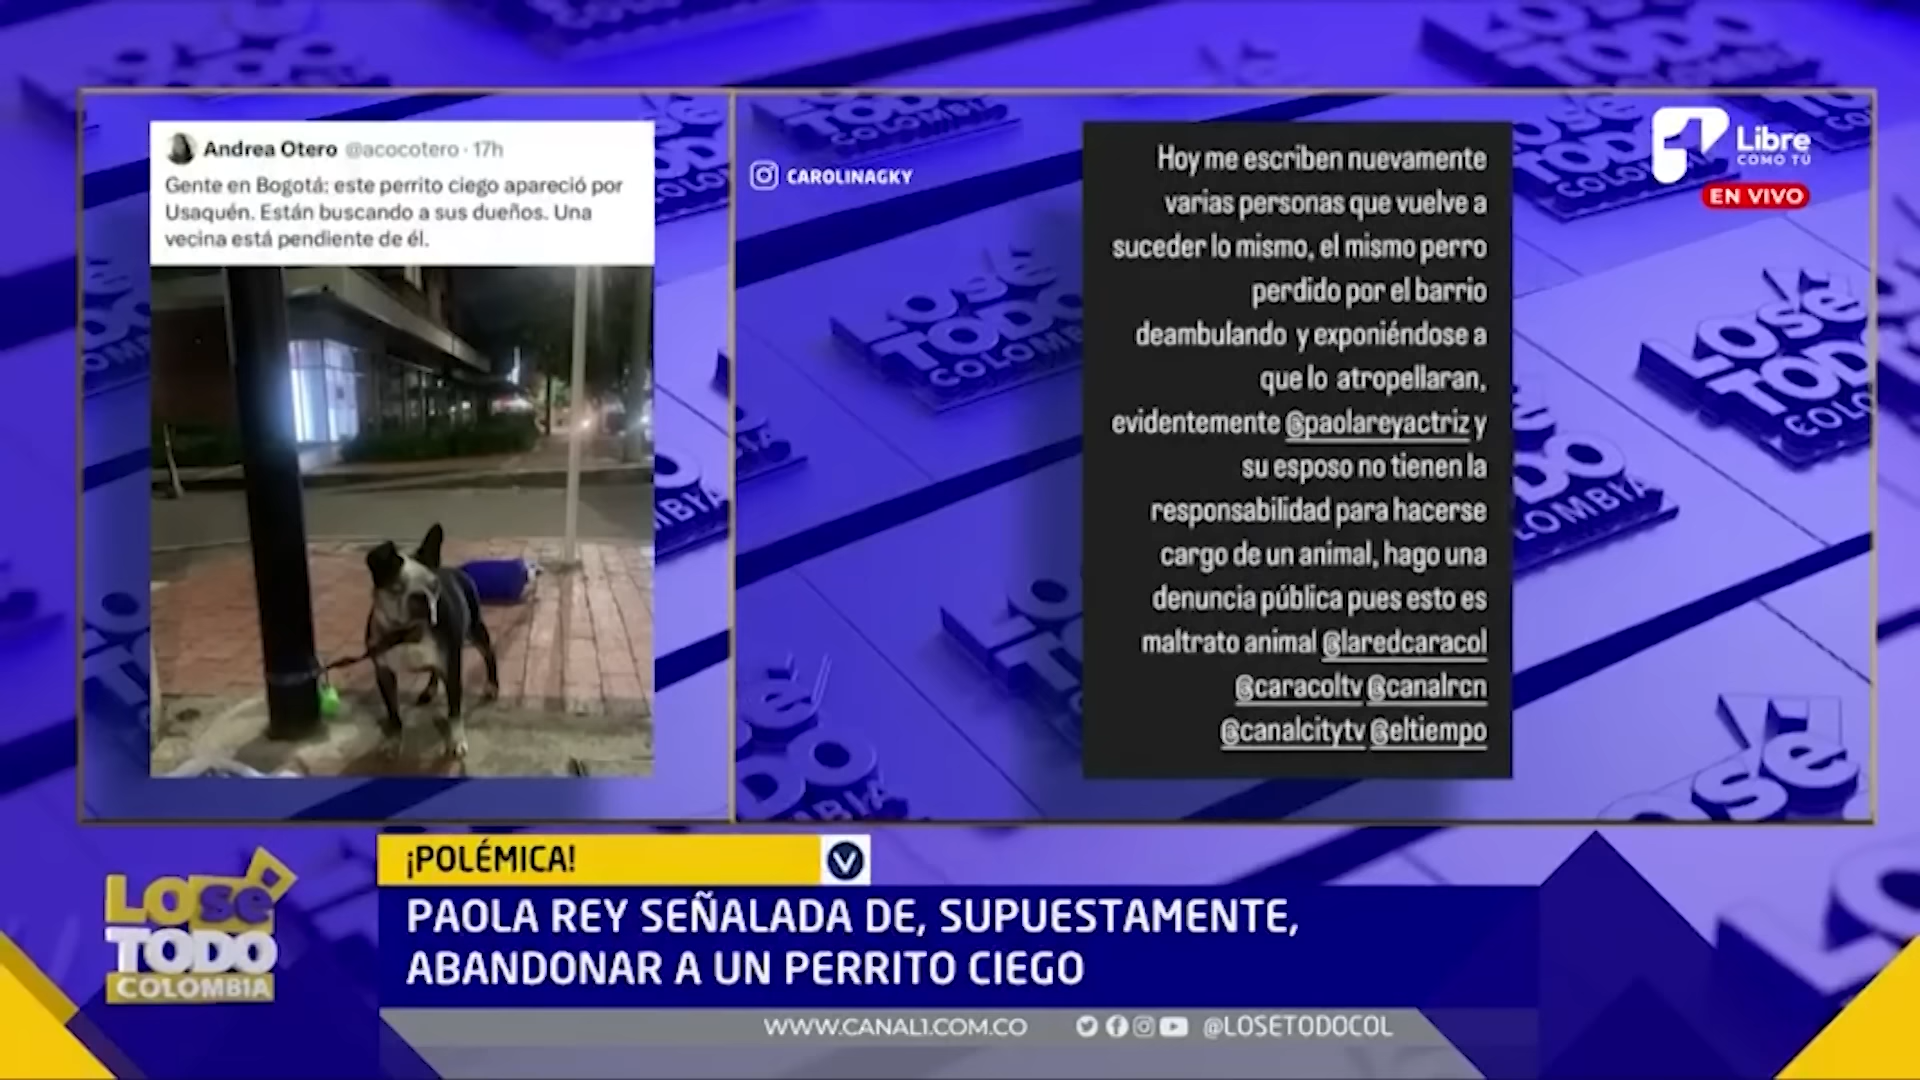 Andrea Otero @acocotero · 17h
Gente en Bogotá: este perrito ciego apareció por
Usaquén. Están buscando a sus dueños. Una
vecina está pendiente de él.
CAROLINAGKY
Hoy me escriben nuevamente
varias personas que vuelve a
suceder lo mismo, el mismo perro
perdido por el barrio
deambulando y exponiéndose a
que lo atropellaran,
evidentemente @paolareyactriz y
su esposo no tienen la
responsabilidad para hacerse
cargo de un animal, hago una
denuncia pública pues esto es
maltrato animal @laredcaracol
@caracoltv @canalrcn
@canalcitytv @eltiempo
1 Libre
COMO TÚ
EN VIVO
¡POLÉMICA!
PAOLA REY SEÑALADA DE, SUPUESTAMENTE,
ABANDONAR A UN PERRITO CIEGO
LO SÉ
TODO
COLOMBIA
WWW.CANAL1.COM.CO @LOSETODOCOL
LO SÉ
TODO
COLOMBIA